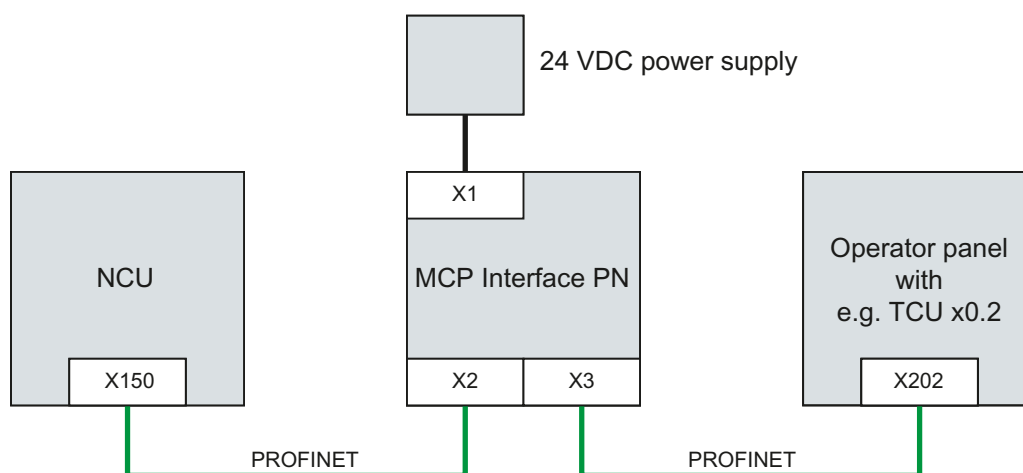 24 VDC power supply
X1
NCU
MCP Interface PN
Operator panel
with
e.g. TCU x0.2
X150
X2
X3
X202
PROFINET
PROFINET